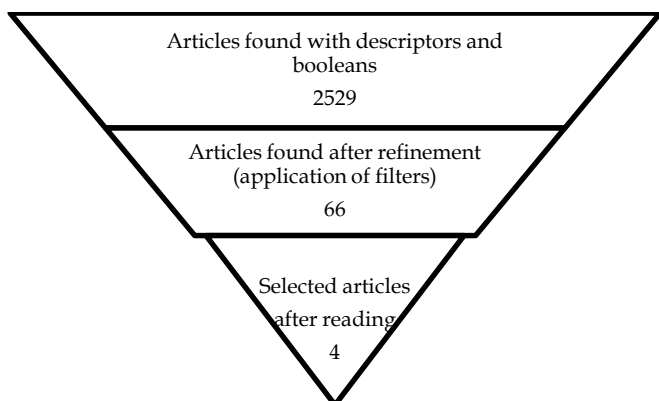 Articles found with descriptors and
booleans
2529
Articles found after refinement
(application of filters)
66
Selected articles
after reading
4